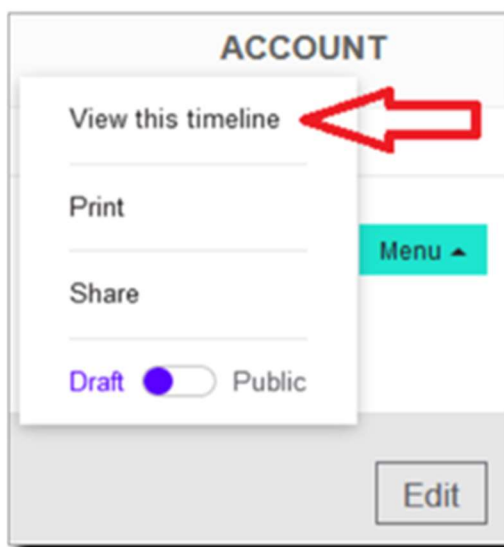 ACCOUNT
View this timeline
Print
Menu
Share
Draft Public
Edit